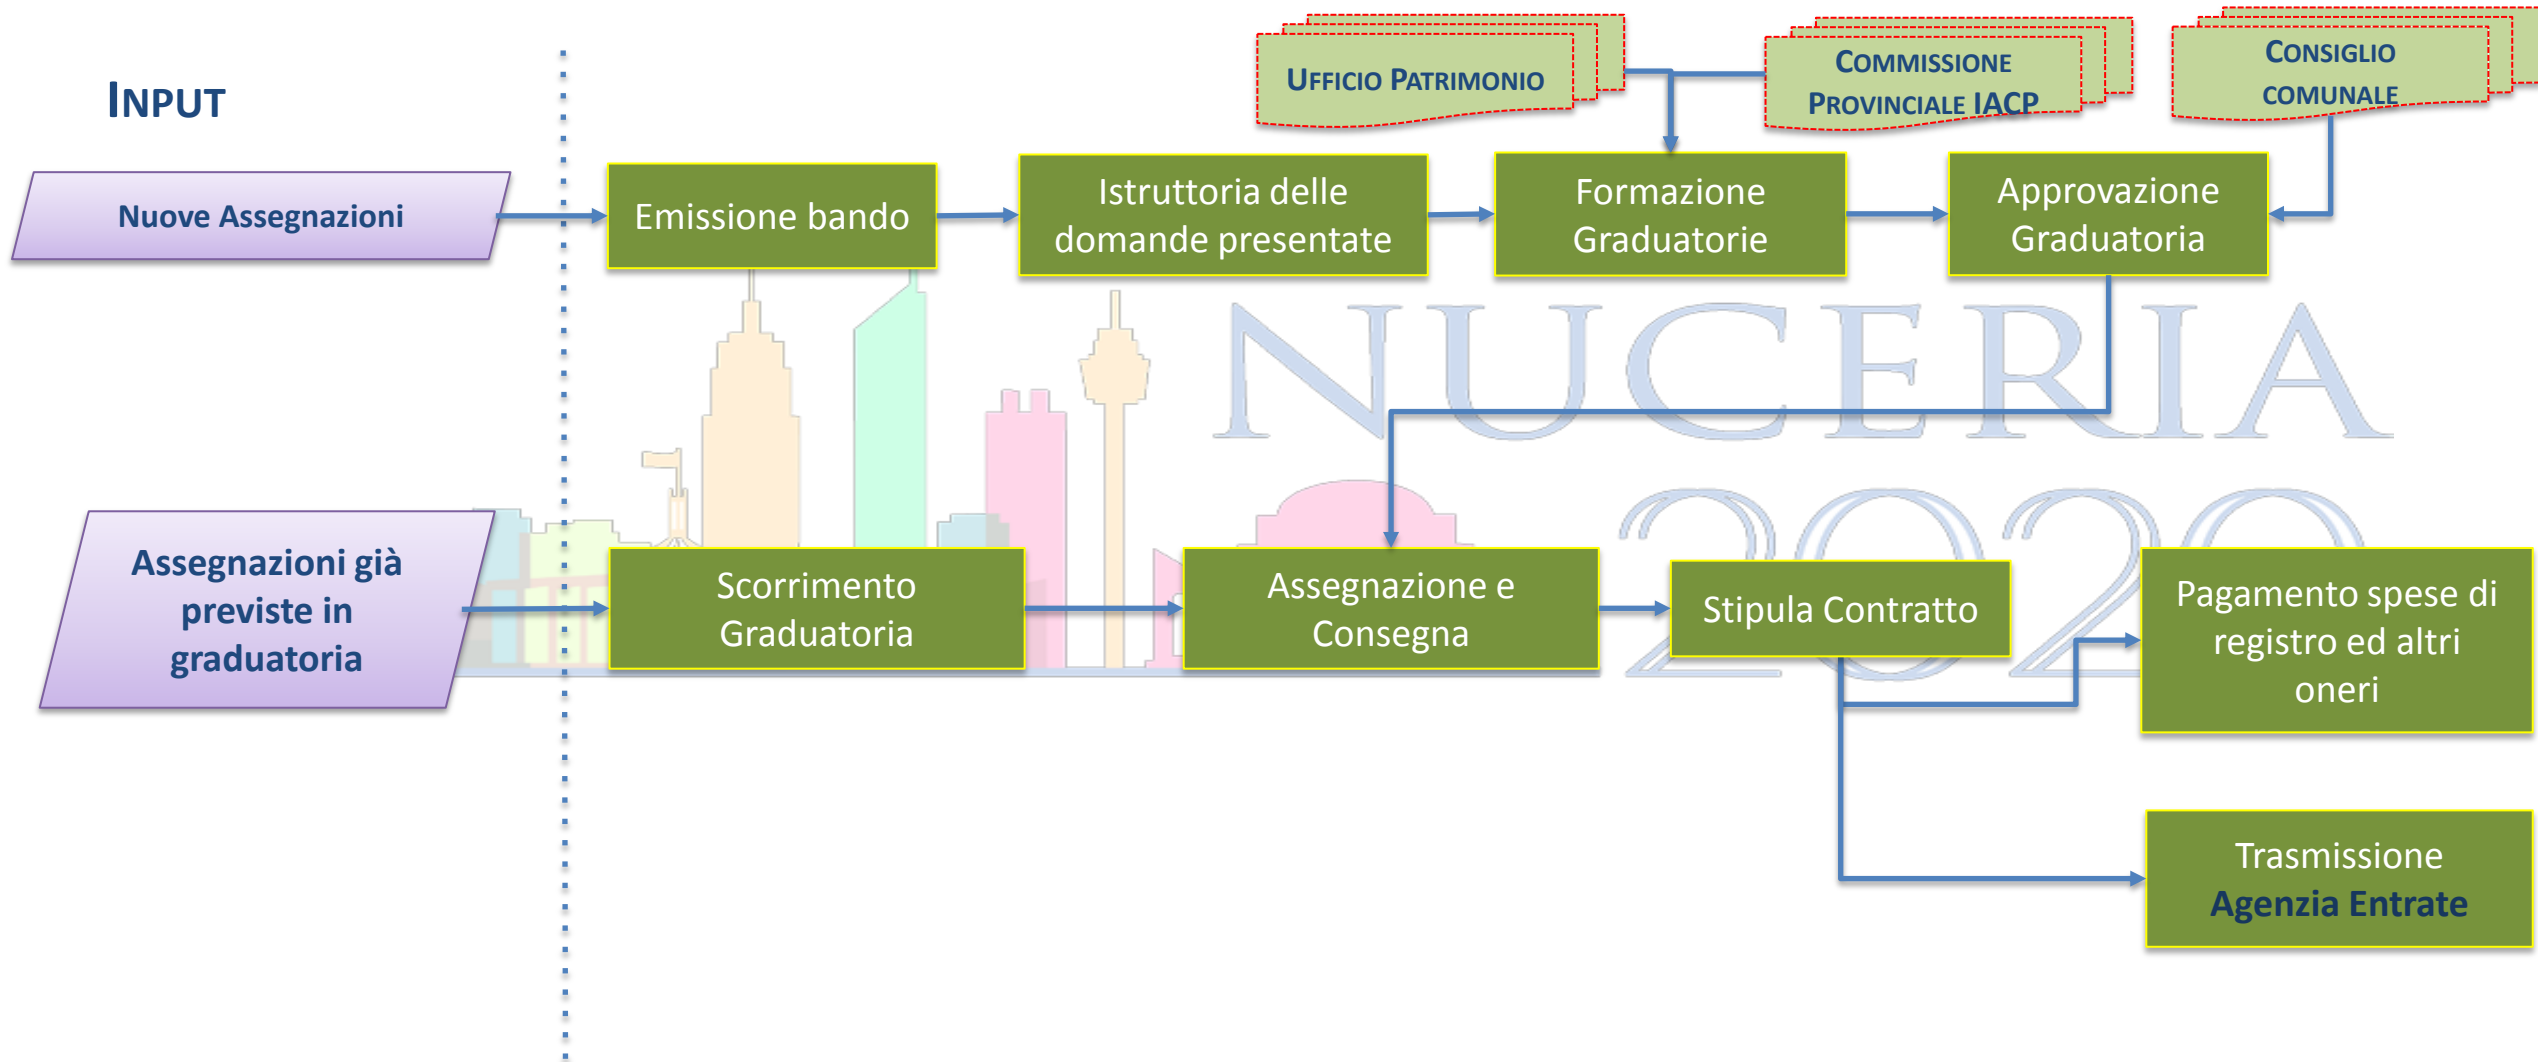 INPUT
UFFICIO PATRIMONIO
COMMISSIONE
PROVINCIALE IACP
CONSIGLIO
COMUNALE
Nuove Assegnazioni
Emissione bando
Istruttoria delle
domande presentate
Formazione
Graduatorie
Approvazione
Graduatoria
NUCERIA
2020
Assegnazioni già
previste in
graduatoria
Scorrimento
Graduatoria
Assegnazione e
Consegna
Stipula Contratto
Pagamento spese di
registro ed altri
oneri
Trasmissione
Agenzia Entrate